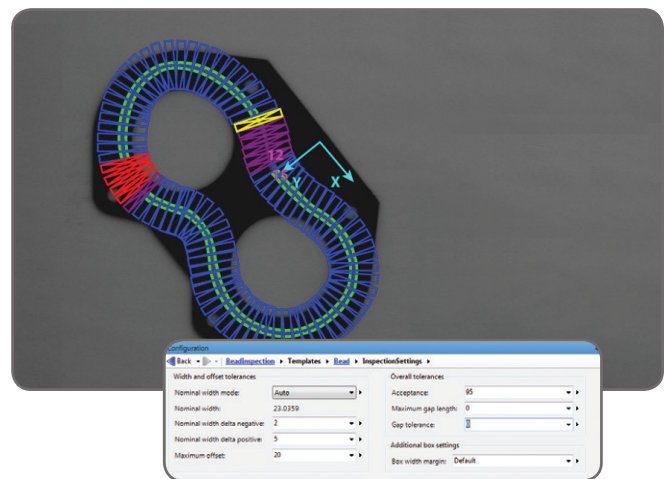 12
Y
X
Configuration
Back BeadInspection Templates Bead InspectionSettings
Width and offset tolerances
Nominal width mode: Auto
Nominal width: 23.0359
Nominal width delta negative: 2
Nominal width delta positive: 5
Maximum offset: 20
Overall tolerances
Acceptance: 95
Maximum gap length: 0
Gap tolerance:
Additional box settings
Box width margin: Default